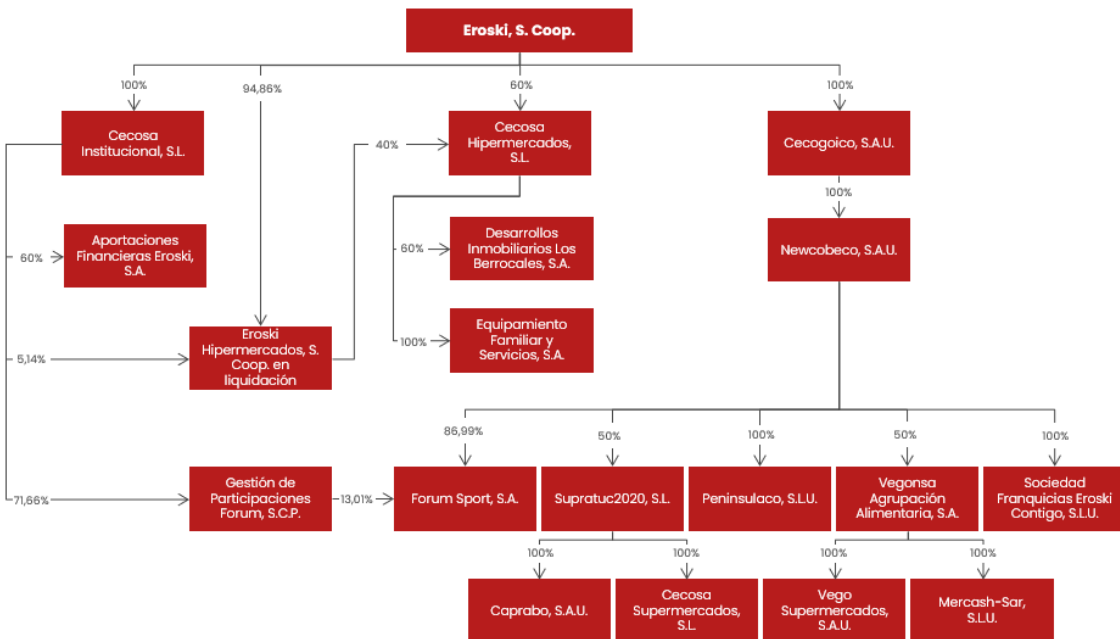 Eroski, S. Coop.
100%
94,86%
60%
100%
Cecosa
Institucional, S.L.
40%
Cecosa
Hipermercados,
S.L.
Cecogoico, S.A.U.
100%
60%
Aportaciones
Financieras Eroski,
S.A.
60%
Desarrollos
Inmobiliarios Los
Berrocales, S.A.
Newcobeco, S.A.U.
5,14%
Eroski
Hipermercados, S.
Coop. en
liquidación
100%
Equipamiento
Familiar y
Servicios, S.A.
86,99%
50%
100%
50%
100%
71,66%
Gestión de
Participaciones
Forum, S.C.P.
13,01%
Forum Sport, S.A.
Supratuc2020, S.L.
Peninsulaco, S.L.U.
Vegonsa
Agrupación
Alimentaria, S.A.
Sociedad
Franquicias Eroski
Contigo, S.L.U.
100%
100%
100%
100%
Caprabo, S.A.U.
Cecosa
Supermercados,
S.L.
Vego
Supermercados,
S.A.U.
Mercash-Sar,
S.L.U.